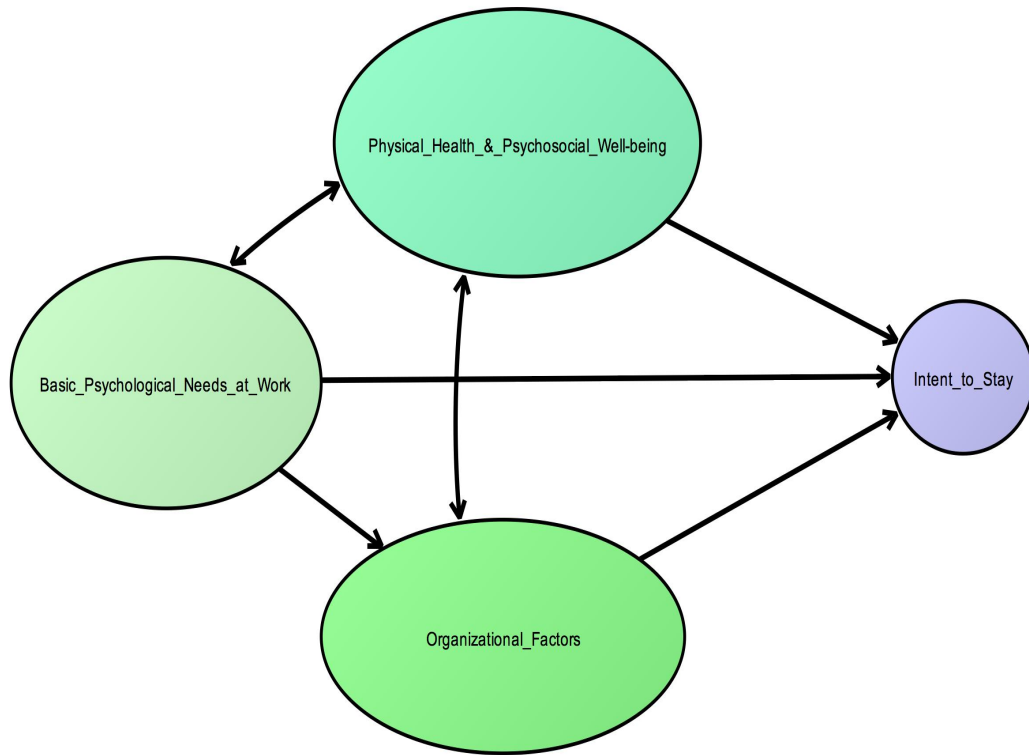 Physical_Health_&_Psychosocial_Well-being
Basic_Psychological_Needs_at_Work
Intent_to_Stay
Organizational_Factors